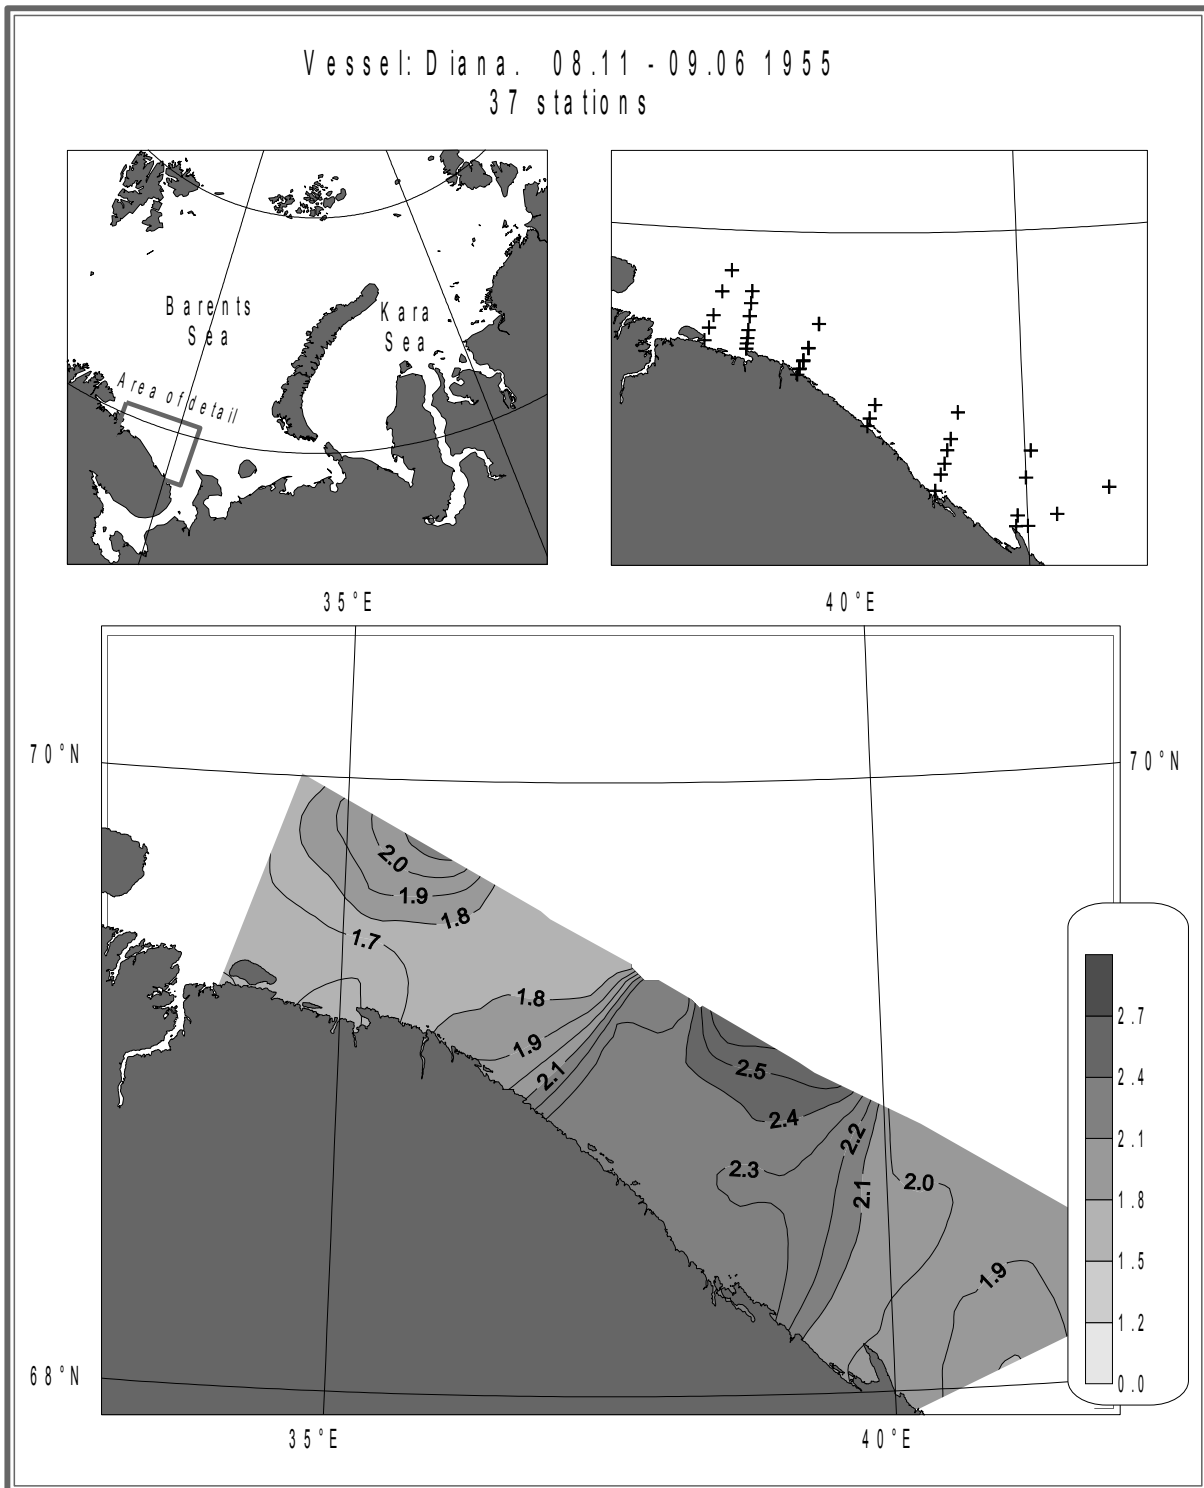 Vessel: Diana. 08.11 - 09.06 1955
37 stations
Barents
Sea
Kara
Sea
Area of detail
35°E
40°E
70°N
70°N
2.0
1.9
1.8
1.7
1.8
1.9
2.1
2.5
2.4
2.2
2.3
2.1
2.0
1.9
2.7
2.4
2.1
1.8
1.5
1.2
0.0
68°N
35°E
40°E